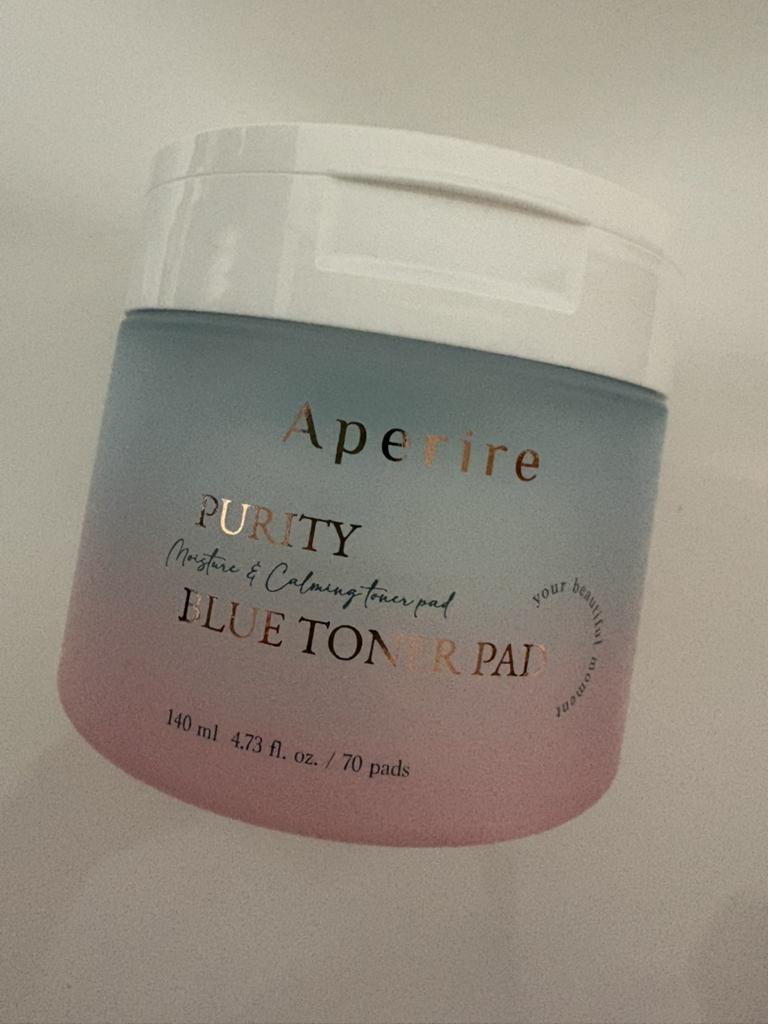 Aperire
PURITY
Moisture & Calming toner pad
BLUE TONER PAD
your beautiful moment
140 ml 4.73 fl. oz. / 70 pads